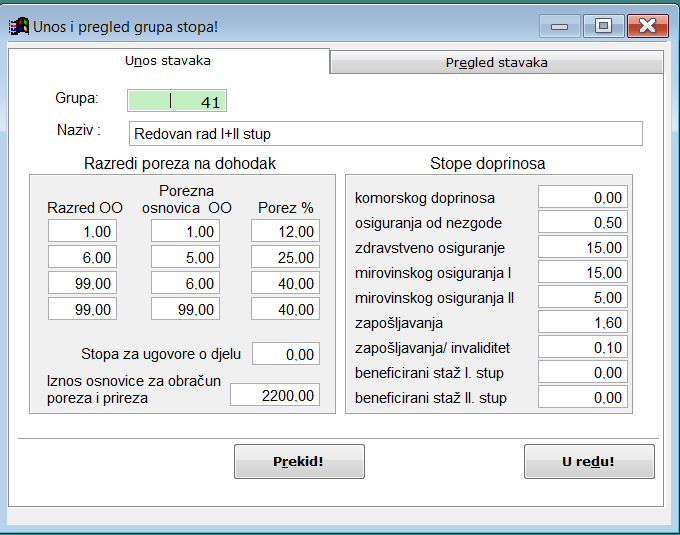 Unos i pregled grupa stopa!
Unos stavaka
Pregled stavaka
Grupa: 41
Naziv : Redovan rad I+II stup
Razredi poreza na dohodak
Razred OO Porezna osnovica OO Porez %
1.00 1.00 12.00
6.00 5.00 25.00
99.00 6.00 40.00
99.00 99.00 40.00
Stopa za ugovore o djelu 0.00
Iznos osnovice za obračun
poreza i prireza 2200.00
Stope doprinosa
komorskog doprinosa 0.00
osiguranja od nezgode 0.50
zdravstveno osiguranje 15.00
mirovinskog osiguranja I 15.00
mirovinskog osiguranja II 5.00
zapošljavanja 1.60
zapošljavanja/ invaliditet 0.10
beneficirani staž I. stup 0.00
beneficirani staž II. stup 0.00
Prekid!
U redu!